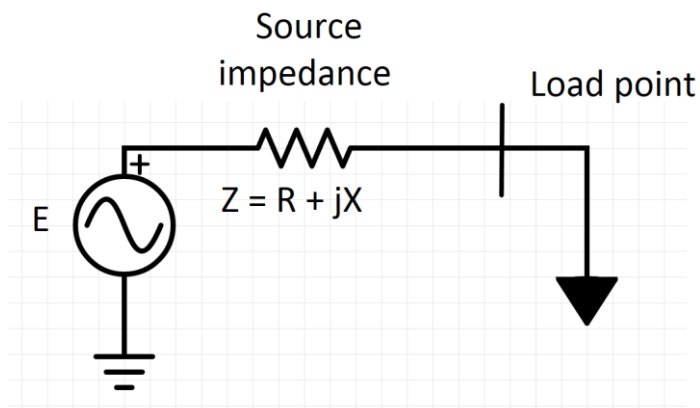 Source
impedance
Load point
+
Z = R + jX
E